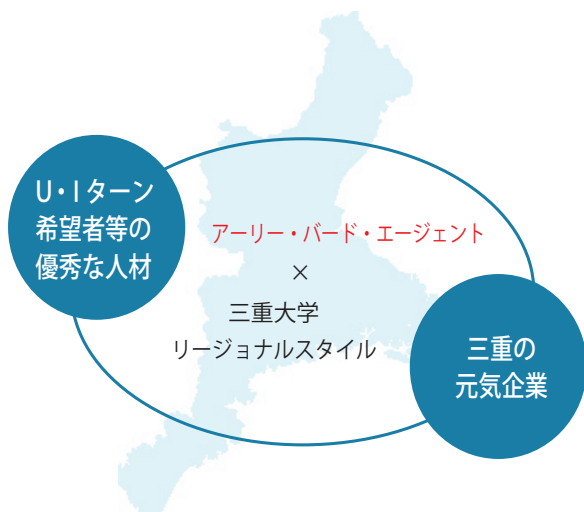 U・Iターン
希望者等の
優秀な人材
アーリー・バード・エージェント
×
三重大学
リージョナルスタイル
三重の
元気企業